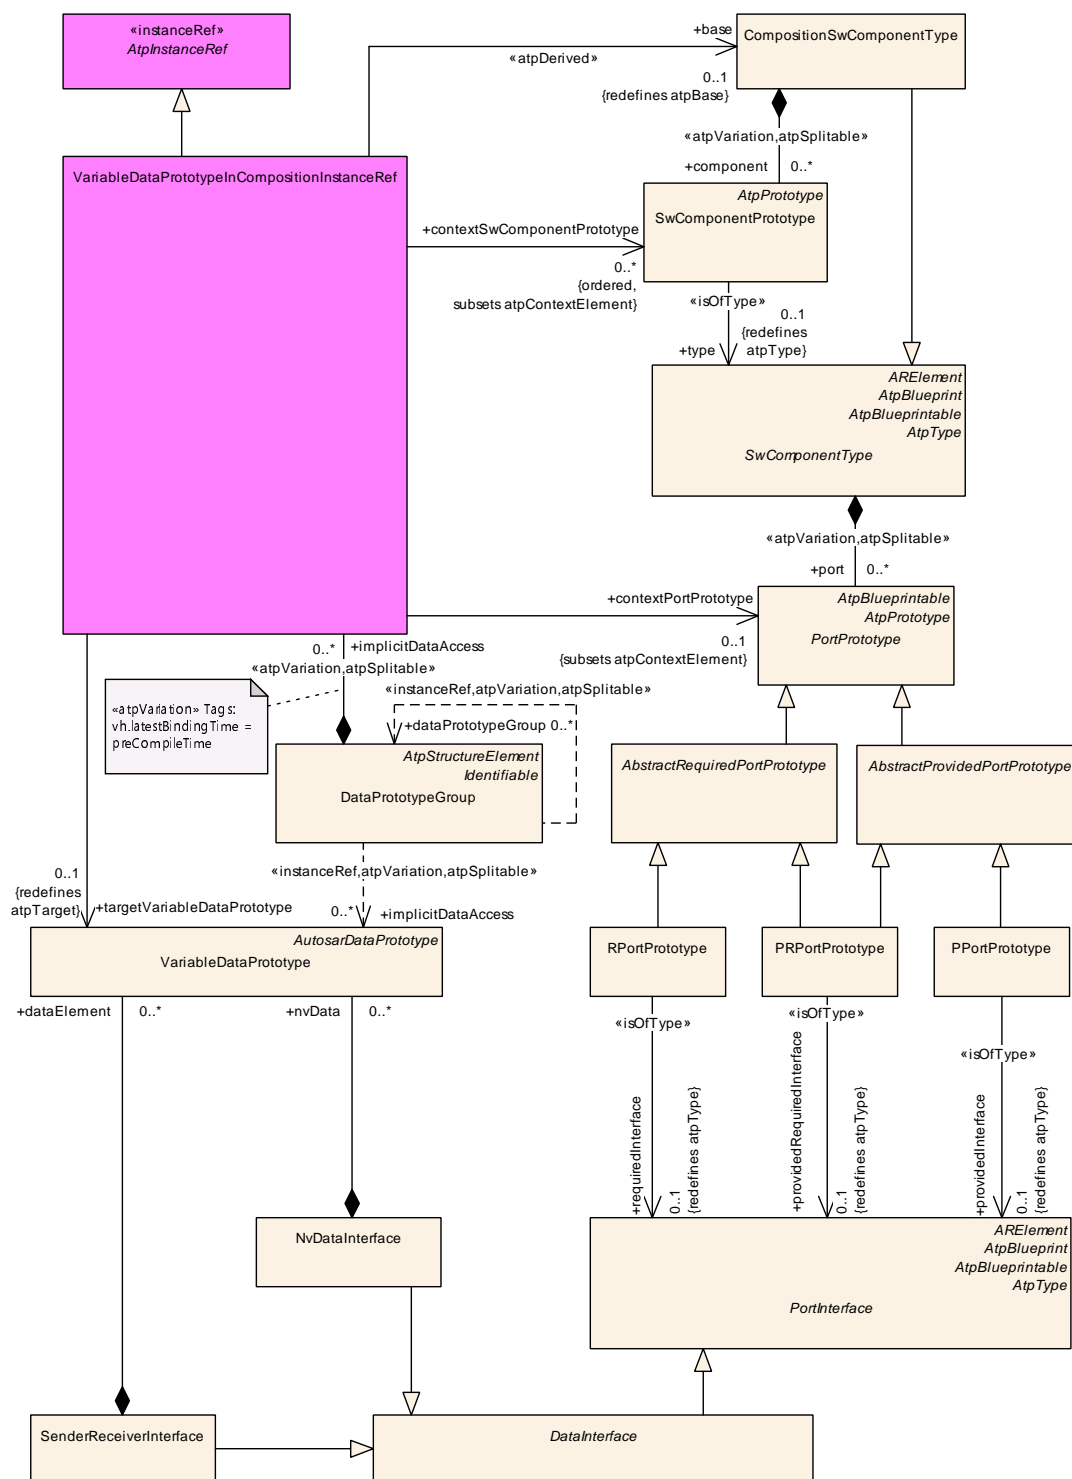 «instanceRef»
AtpInstanceRef
+base
CompositionSwComponentType
«atpDerived»
0..1
{redefines atpBase}
«atpVariation,atpSplitable»
+component
0..*
VariableDataPrototypeInCompositionInstanceRef
AtpPrototype
SwComponentPrototype
+contextSwComponentPrototype
0..*
{ordered,
subsets atpContextElement}
«isOfType»
0..1
{redefines
atpType}
+type
ARElement
AtpBlueprint
AtpBlueprintable
AtpType
SwComponentType
«atpVariation,atpSplitable»
+port
0..*
+contextPortPrototype
AtpBlueprintable
AtpPrototype
PortPrototype
0..1
{subsets atpContextElement}
0..*
+implicitDataAccess
«atpVariation,atpSplitable»
«atpVariation» Tags:
vh.latestBindingTime =
preCompileTime
«instanceRef,atpVariation,atpSplitable»
+dataPrototypeGroup 0..*
AtpStructureElement
Identifiable
DataPrototypeGroup
AbstractRequiredPortPrototype
AbstractProvidedPortPrototype
«instanceRef,atpVariation,atpSplitable»
0..1
{redefines
atpTarget}
+targetVariableDataPrototype
0..*
+implicitDataAccess
AutosarDataPrototype
VariableDataPrototype
RPortPrototype
PRPortPrototype
PPortPrototype
+dataElement
0..*
+nvData
0..*
«isOfType»
«isOfType»
«isOfType»
+requiredInterface
0..1
{redefines atpType}
+providedRequiredInterface
0..1
{redefines atpType}
+providedInterface
0..1
{redefines atpType}
NvDataInterface
ARElement
AtpBlueprint
AtpBlueprintable
AtpType
PortInterface
SenderReceiverInterface
DataInterface